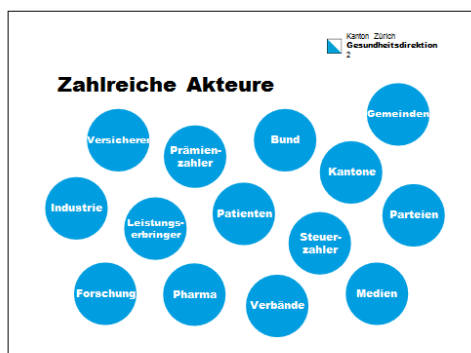 Kanton Zürich
Gesundheitsdirektion
2
Zahlreiche Akteure
Gemeinden
Versicherer
Prämien-
zahler
Bund
Kantone
Industrie
Leistungs-
erbringer
Patienten
Steuer-
zahler
Parteien
Forschung
Pharma
Verbände
Medien